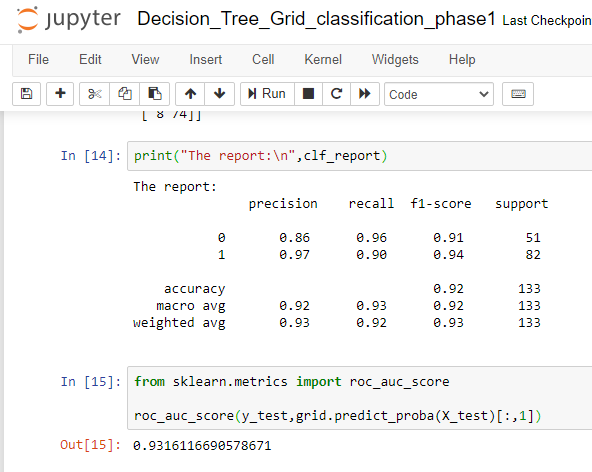 jupyter Decision_Tree_Grid_classification_phase1 Last Checkpoin
File Edit View Insert Cell Kernel Widgets Help
Run Code
[ 8 74]]
In [14]: print("The report:\n",clf_report)
The report:
precision recall f1-score support
0 0.86 0.96 0.91 51
1 0.97 0.90 0.94 82
accuracy 0.92 133
macro avg 0.92 0.93 0.92 133
weighted avg 0.93 0.92 0.93 133
In [15]: from sklearn.metrics import roc_auc_score
roc_auc_score(y_test,grid.predict_proba(X_test)[:,1])
Out[15]: 0.9316116690578671